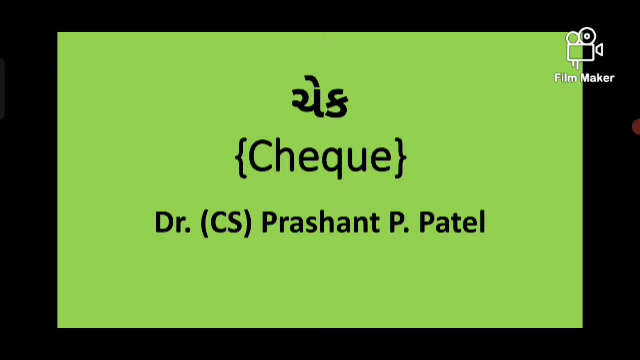 ચેક
{Cheque}
Dr. (CS) Prashant P. Patel
Film Maker